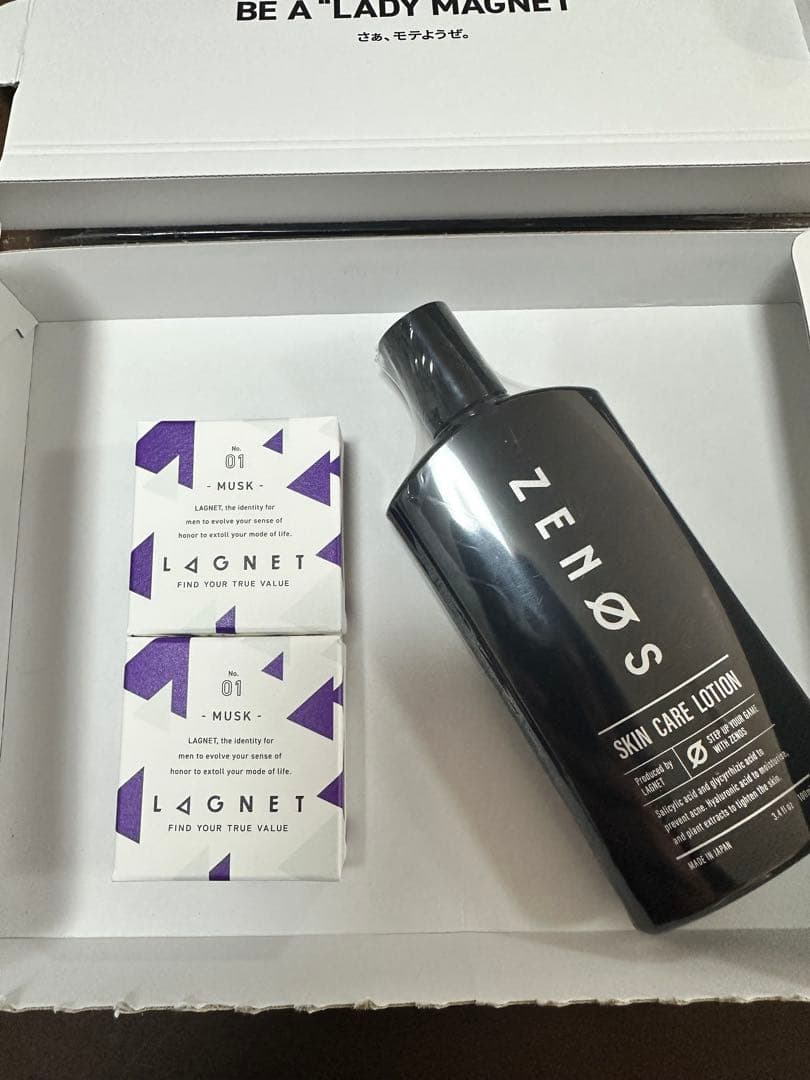 BE A "LADY MAGNET
さぁ、モテようぜ。
No.
01
- MUSK -
LAGNET, the identity for
men to evolve your sense of
honor to extoll your mode of life.
LAGNET
FIND YOUR TRUE VALUE
No.
01
- MUSK -
LAGNET, the identity for
men to evolve your sense of
honor to extoll your mode of life.
LAGNET
FIND YOUR TRUE VALUE
ZENØS
SKIN CARE LOTION
Produced by
LAGNET
Ø
STEP UP YOUR GAME
WITH ZENOS
Salicylic acid and glycyrrhizic acid to
prevent acne. Hyaluronic acid to moisturize,
and plant extracts to tighten the skin.
MADE IN JAPAN
3.4 fl oz